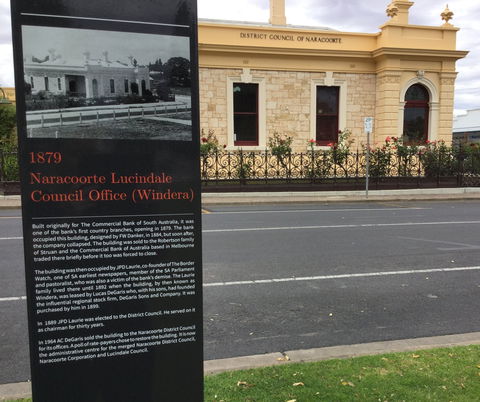 DISTRICT COUNCIL OF NARACOORTE.
1879
Naracoorte Lucindale
Council Office (Windera)
Built originally for The Commercial Bank of South Australia, it was
one of the bank's first country branches, opening in 1879. The bank
occupied this building, designed by FW Danker, in 1884, but soon after,
the company collapsed. The building was sold to the Robertson family
of Struan and the Commercial Bank of Australia based in Melbourne
traded there briefly before it too was forced to close.
The building was then occupied by JPD Laurie, co-founder of The Border
Watch, one of SA earliest newspapers, member of the SA Parliament
and pastoralist, who was also a victim of the bank's demise. The Laurie
family lived there until 1892 when the building, by then known as
Windera, was leased by Lucas DeGaris who, with his sons, had founded
the influential regional stock firm, DeGaris Sons and Company. It was
purchased by him in 1899.
In 1889 JPD Laurie was elected to the District Council. He served on it
as chairman for thirty years.
In 1964 AC DeGaris sold the building to the Naracoorte District Council
for its offices. A poll of rate-payers chose to restore the building. It is now
the administrative centre for the merged Naracoorte District Council,
Naracoorte Corporation and Lucindale Council.